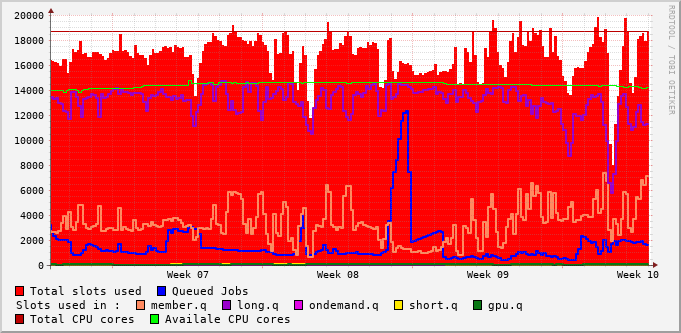 20000
18000
16000
14000
12000
10000
8000
6000
4000
2000
0
Week 07 Week 08 Week 09 Week 10
RRDTOOL / TOBI OETIKER
Total slots used Queued Jobs
Slots used in : member.q long.q ondemand.q short.q gpu.q
Total CPU cores Availale CPU cores